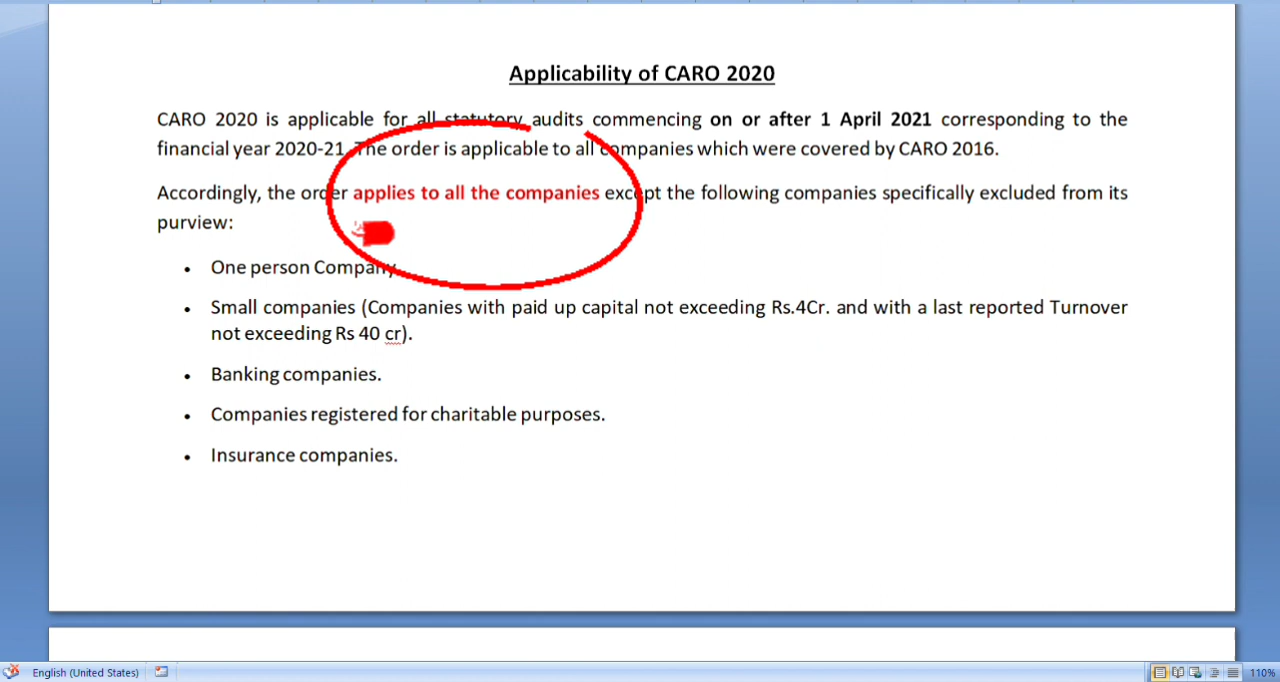 Applicability of CARO 2020
CARO 2020 is applicable for all statutory audits commencing on or after 1 April 2021 corresponding to the
financial year 2020-21. The order is applicable to all companies which were covered by CARO 2016.
Accordingly, the order applies to all the companies except the following companies specifically excluded from its
purview:
• One person Company.
• Small companies (Companies with paid up capital not exceeding Rs.4Cr. and with a last reported Turnover
not exceeding Rs 40 cr).
• Banking companies.
• Companies registered for charitable purposes.
• Insurance companies.
English (United States)
110%